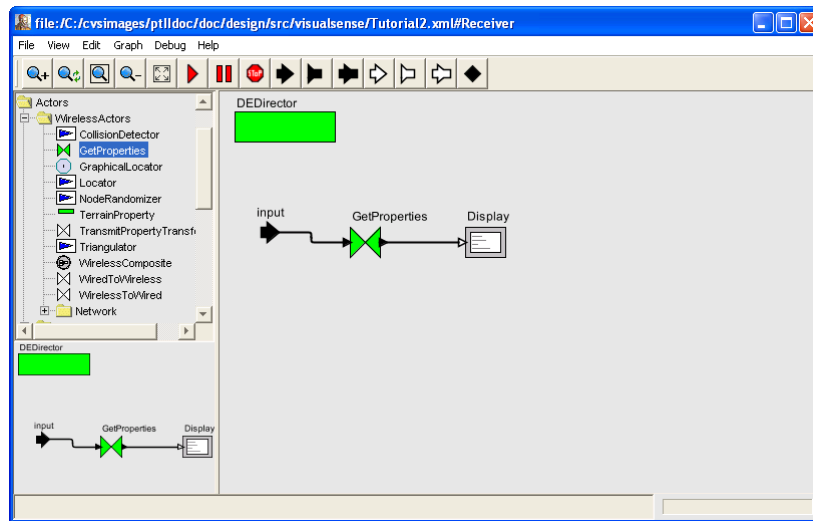 file:/C:/cvsimages/ptIIdoc/doc/design/src/visualsense/Tutorial2.xml#Receiver
File View Edit Graph Debug Help
STOP
Actors
WirelessActors
CollisionDetector
GetProperties
GraphicalLocator
Locator
NodeRandomizer
TerrainProperty
TransmitPropertyTransf
Triangulator
WirelessComposite
WiredToWireless
WirelessToWired
Network
DEDirector
input
GetProperties
Display
DEDirector
input
GetProperties
Display